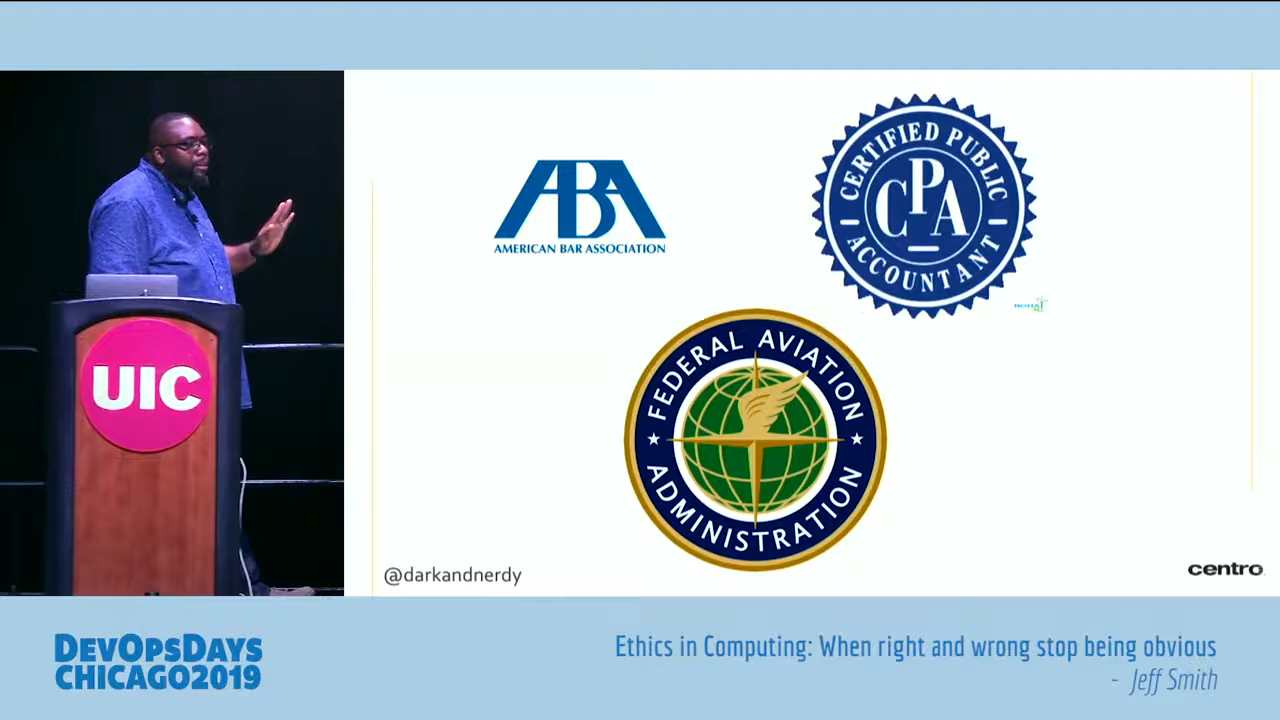 UIC
ABA
AMERICAN BAR ASSOCIATION
CERTIFIED PUBLIC
CPA
ACCOUNTANT
FEDERAL AVIATION
ADMINISTRATION
@darkandnerdy
centro
DEVOPSDAYS
CHICAGO2019
Ethics in Computing: When right and wrong stop being obvious
- Jeff Smith